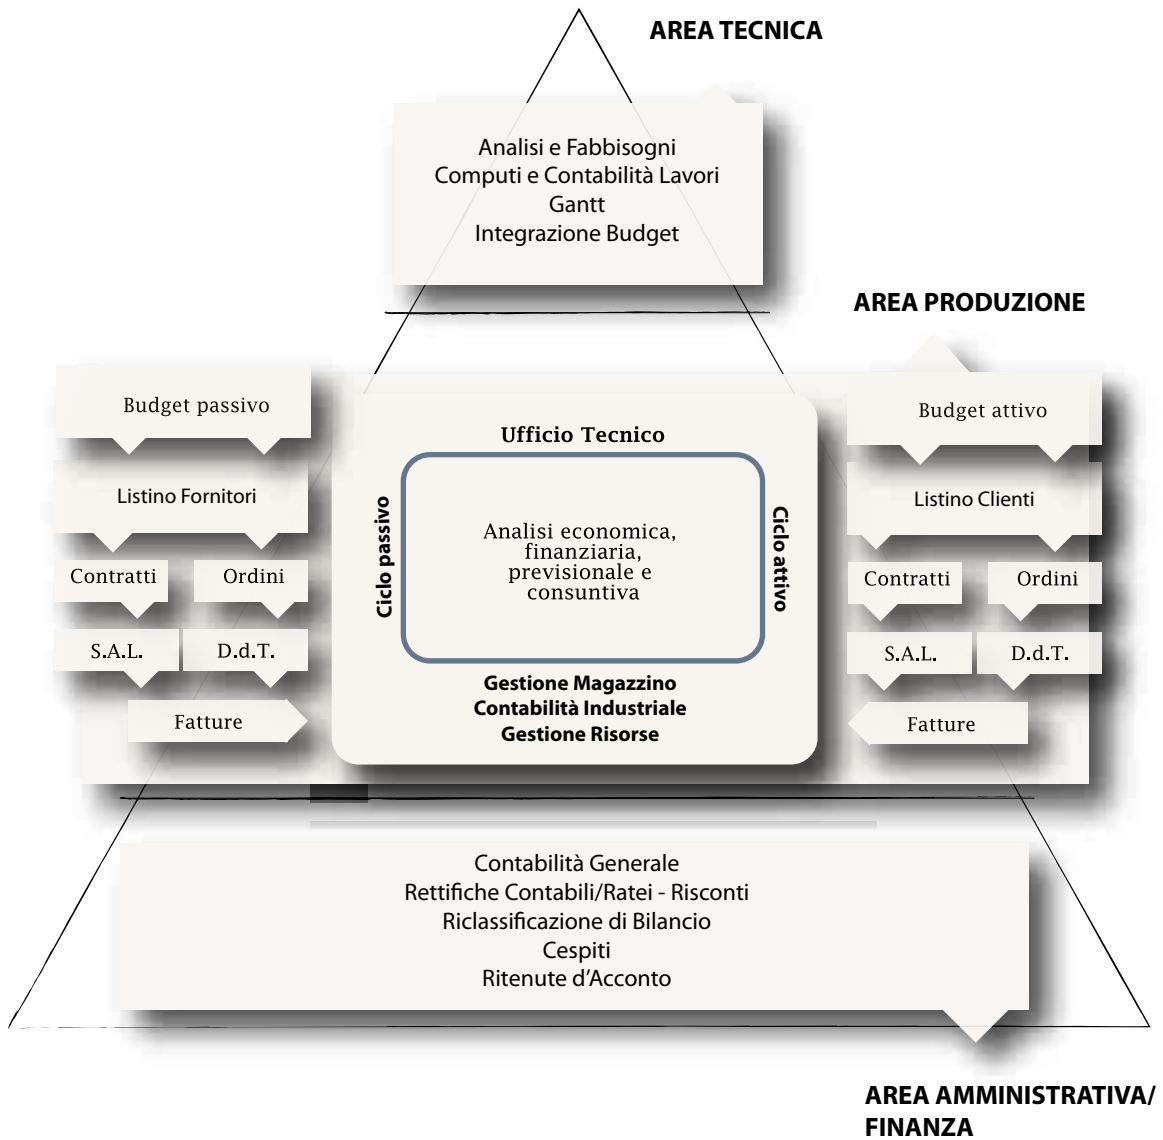 AREA TECNICA
Analisi e Fabbisogni
Computi e Contabilità Lavori
Gantt
Integrazione Budget
AREA PRODUZIONE
Budget passivo
Listino Fornitori
Contratti
Ordini
S.A.L.
D.d.T.
Fatture
Ufficio Tecnico
Ciclo passivo
Analisi economica,
finanziaria,
previsionale e
consuntiva
Ciclo attivo
Gestione Magazzino
Contabilità Industriale
Gestione Risorse
Budget attivo
Listino Clienti
Contratti
Ordini
S.A.L.
D.d.T.
Fatture
Contabilità Generale
Rettifiche Contabili/Ratei - Risconti
Riclassificazione di Bilancio
Cespiti
Ritenute d'Acconto
AREA AMMINISTRATIVA/
FINANZA